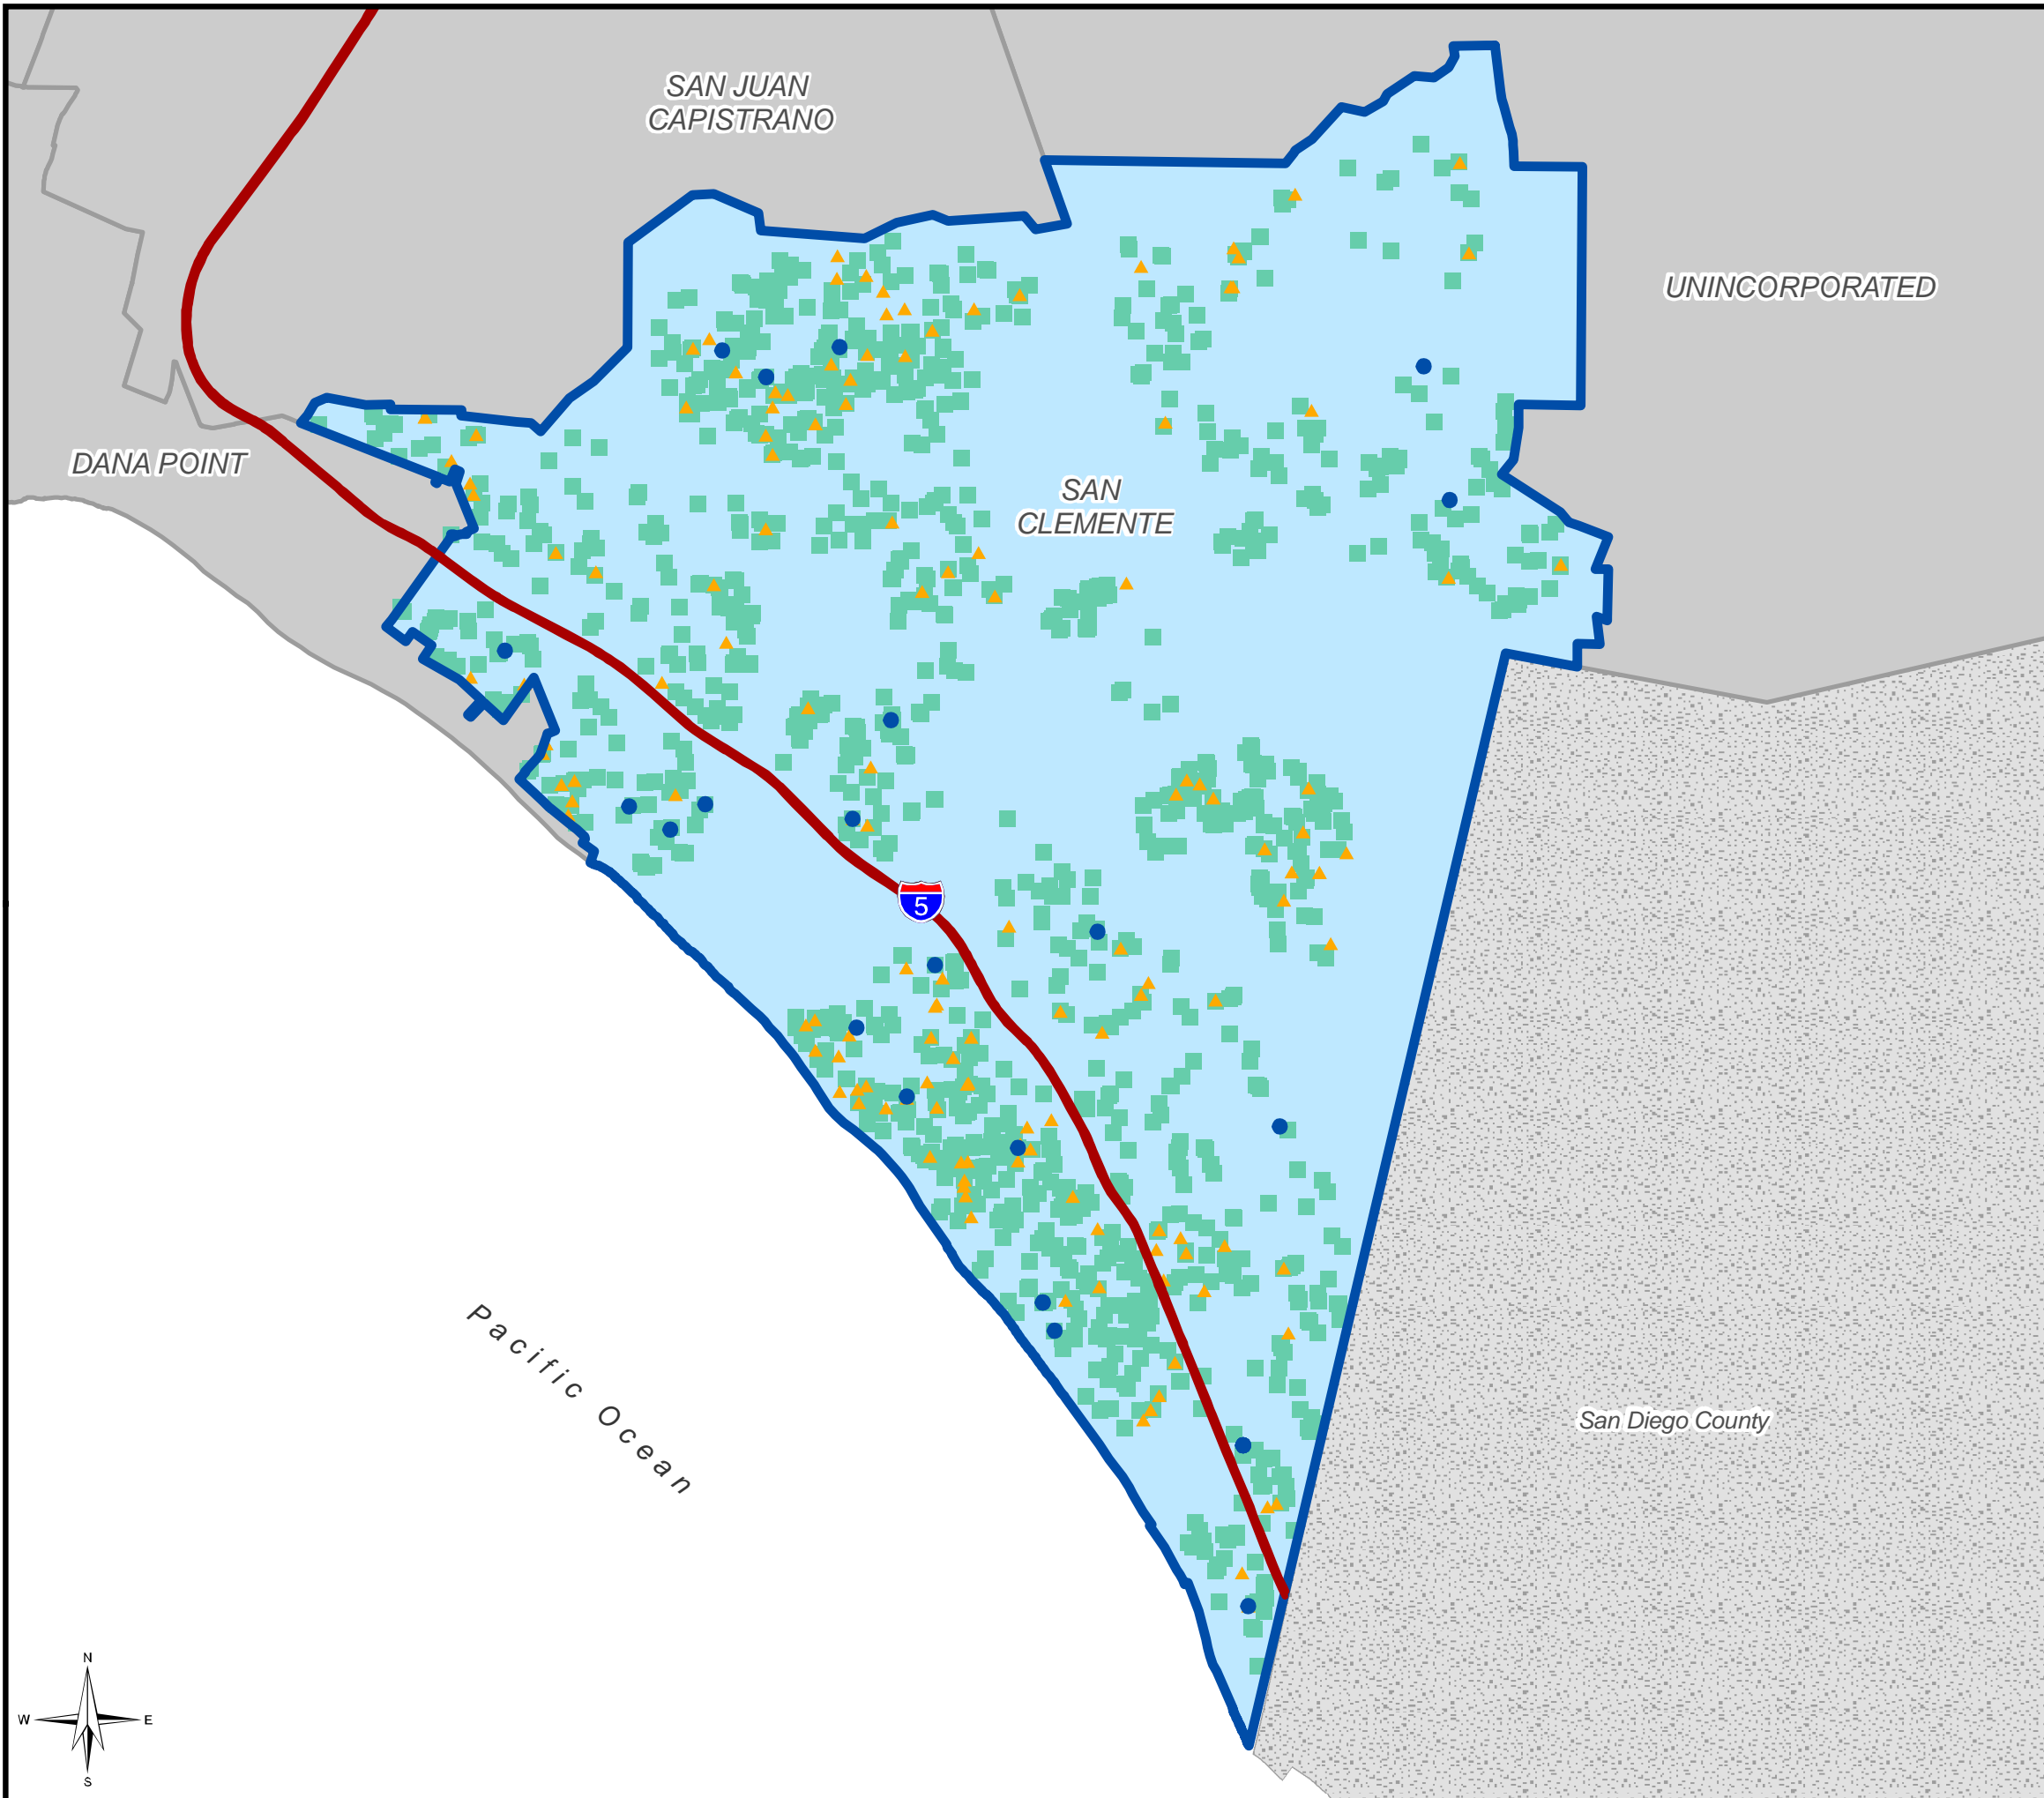 SAN JUAN
CAPISTRANO
UNINCORPORATED
DANA POINT
SAN
CLEMENTE
5
Pacific Ocean
San Diego County
N
W E
S